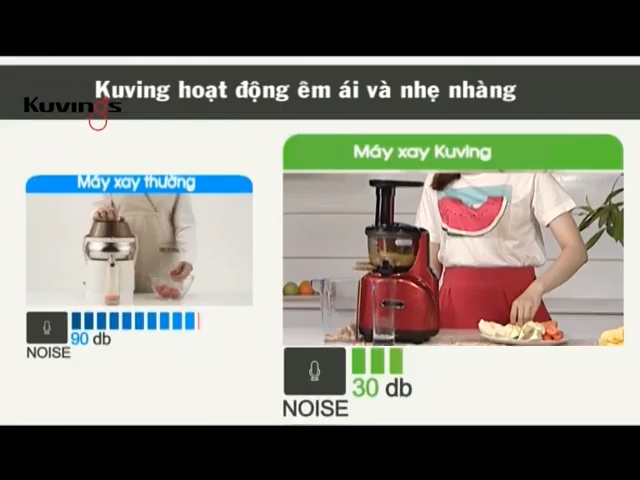 Kuving hoạt động êm ái và nhẹ nhàng
Kuvings
Máy xay thường
90 db
NOISE
Máy xay Kuving
30 db
NOISE